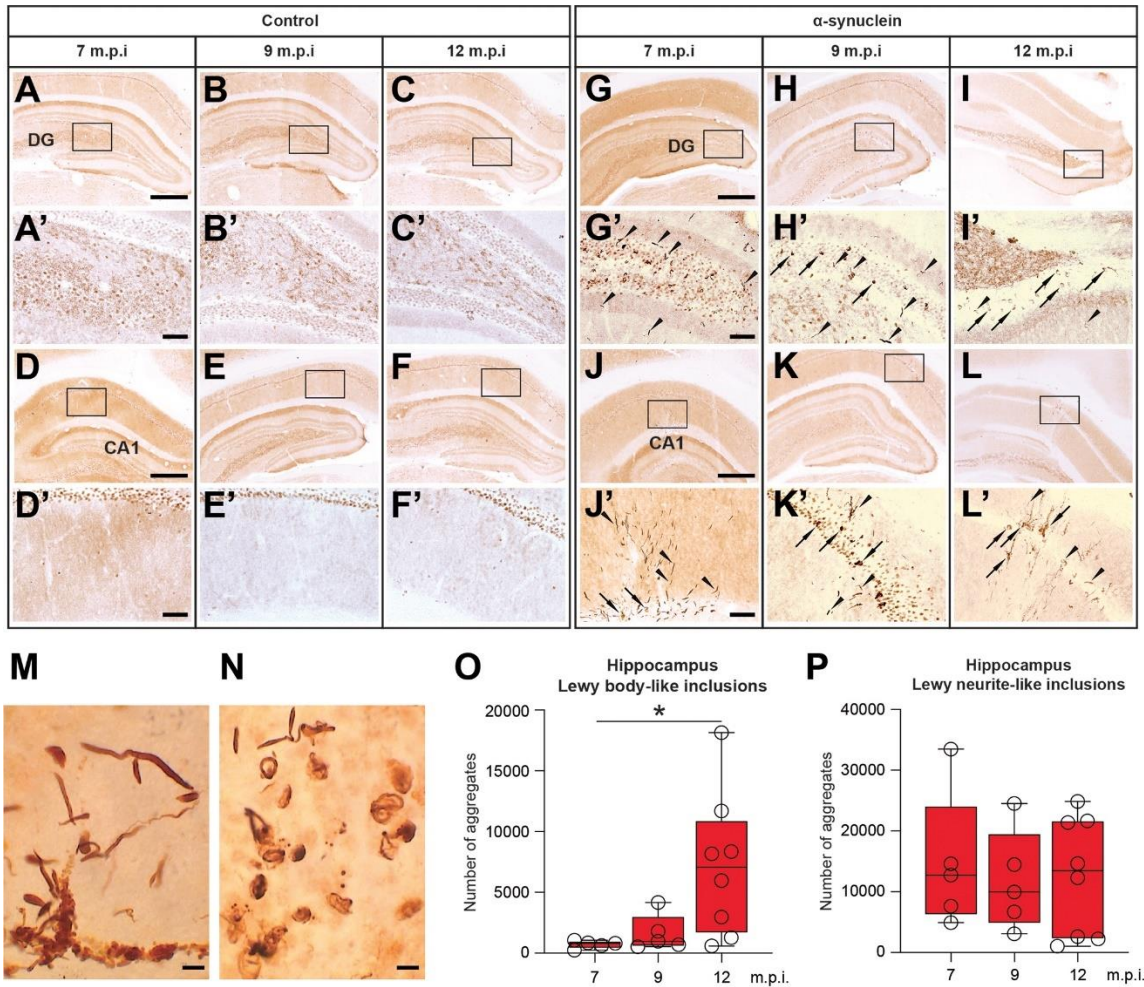 Control
α-synuclein
7 m.p.i
9 m.p.i
12 m.p.i
7 m.p.i
9 m.p.i
12 m.p.i
A
DG
B
C
G
DG
H
I
A’
B’
C’
G’
H’
I’
D
CA1
E
F
J
CA1
K
L
D’
E’
F’
J’
K’
L’
M
N
O
Hippocampus
Lewy body-like inclusions
*
Number of aggregates
20000
15000
10000
5000
0
7
9
12
m.p.i.
P
Hippocampus
Lewy neurite-like inclusions
Number of aggregates
40000
30000
20000
10000
0
7
9
12
m.p.i.